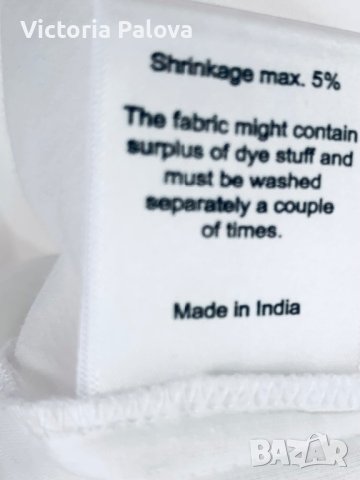 Victoria Palova
Shrinkage max. 5%
The fabric might contain
surplus of dye stuff and
must be washed
separately a couple
of times.
Made in India
BAZAR